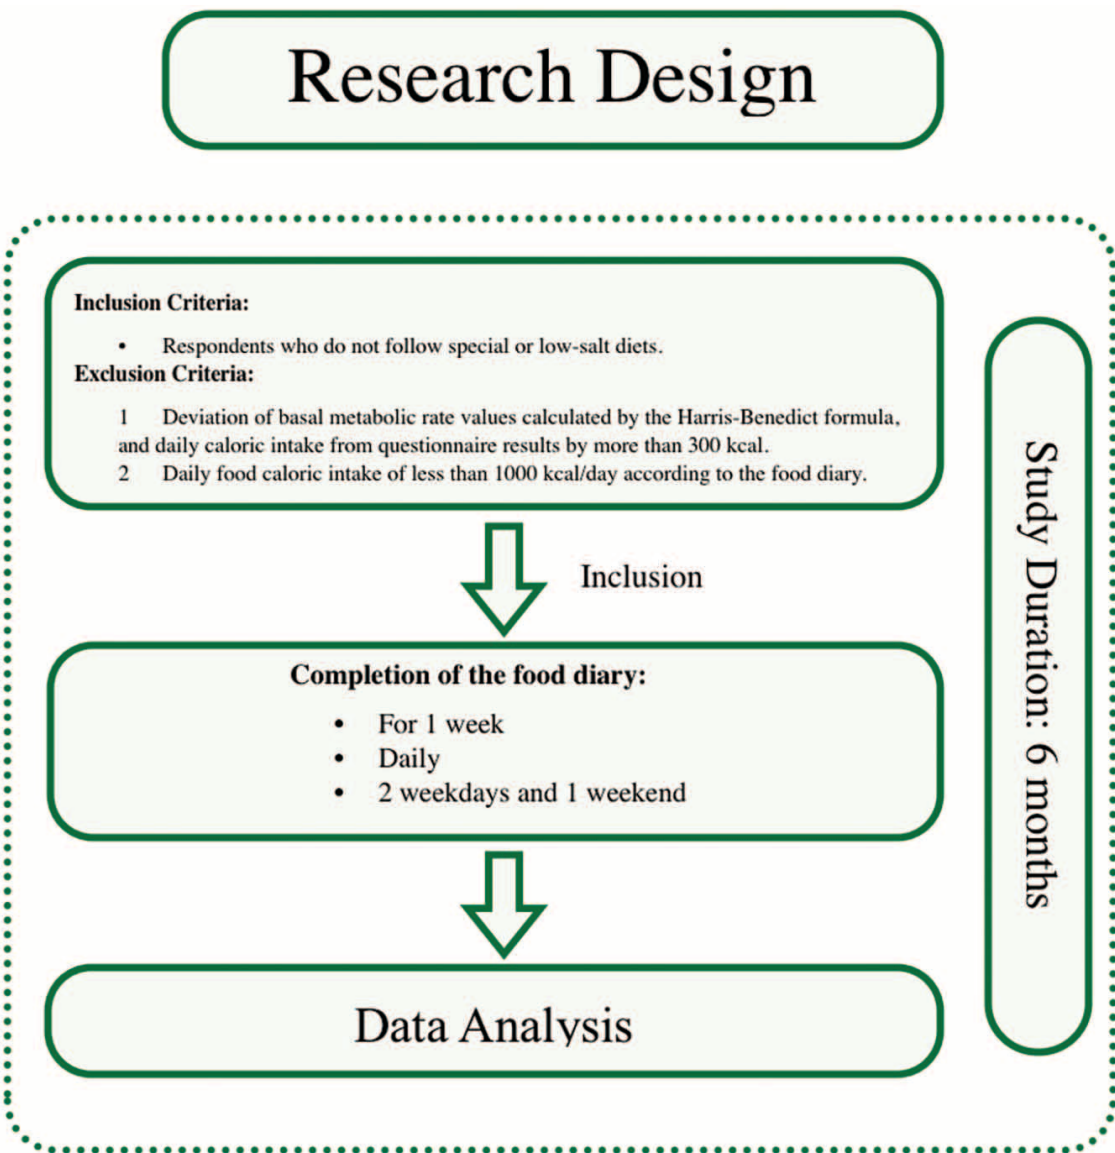 Research Design
Inclusion Criteria:
• Respondents who do not follow special or low-salt diets.
Exclusion Criteria:
1 Deviation of basal metabolic rate values calculated by the Harris-Benedict formula,
and daily caloric intake from questionnaire results by more than 300 kcal.
2 Daily food caloric intake of less than 1000 kcal/day according to the food diary.
Inclusion
Completion of the food diary:
• For 1 week
• Daily
• 2 weekdays and 1 weekend
Data Analysis
Study Duration: 6 months